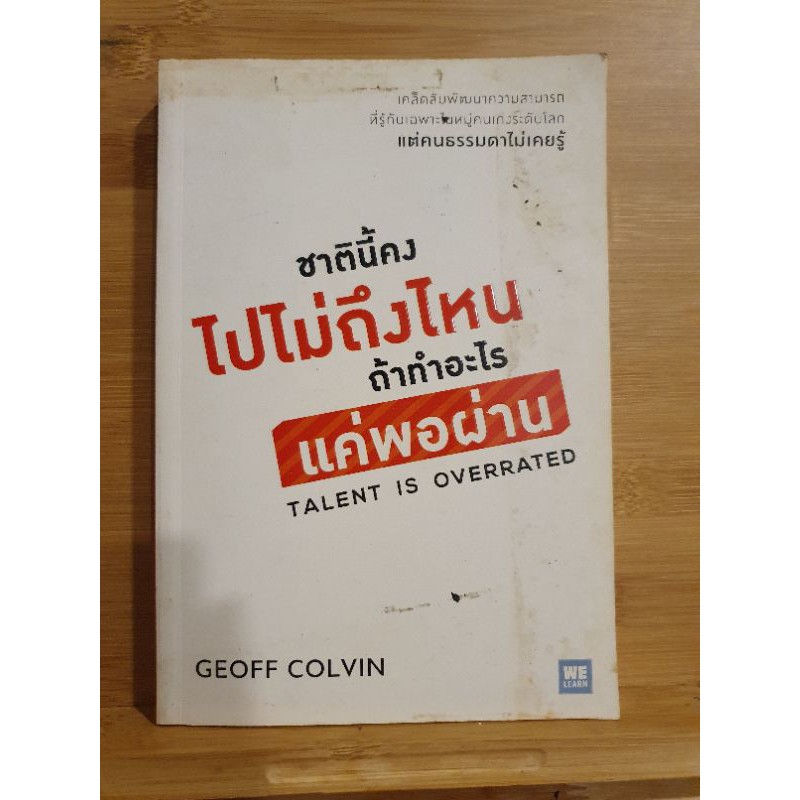 เคล็ดลับพัฒนาความสามารถ
ที่รู้กันเฉพาะในหมู่คนเก่งระดับโลก
แต่คนธรรมดาไม่เคยรู้
ชาตินี้คง
ไปไม่ถึงไหน
ถ้าทำอะไร
แค่พอผ่าน
TALENT IS OVERRATED
GEOFF COLVIN
WE
LEARN